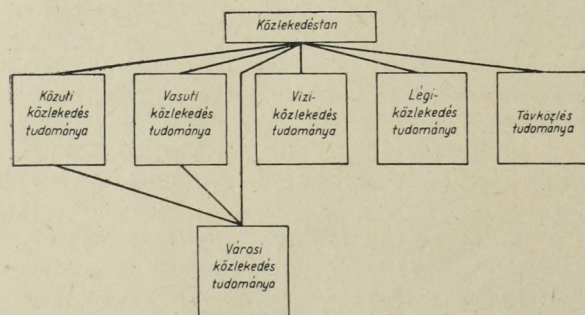 Közlekedéstan
Közuti
közlekedés
tudománya
Vasuti
közlekedés
tudománya
Vizi-
közlekedés
tudománya
Légi-
közlekedés
tudománya
Távközlés
tudománya
Városi
közlekedés
tudománya